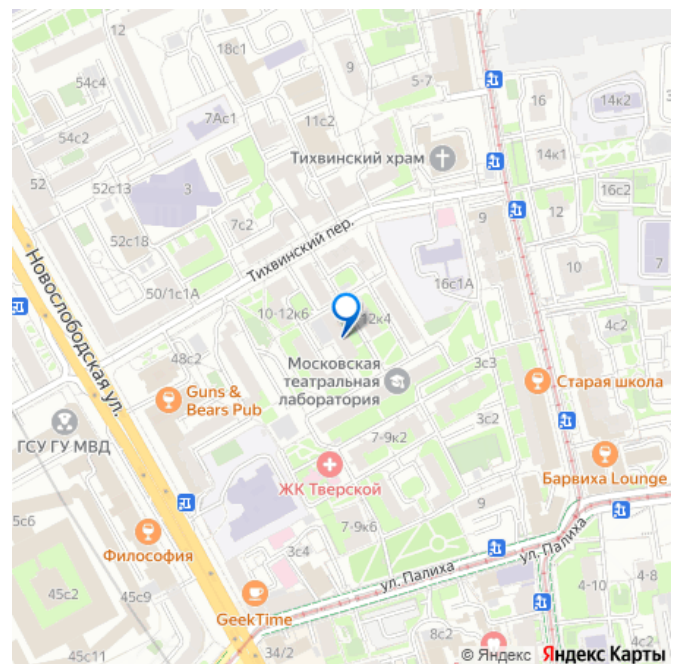 18с1
54с4
9
5-7
16
14к2
7Ас1
11с2
54с2
Тихвинский храм
14к1
52
52с13
3
16с2
7с2
9
12
52с18
Тихвинский пер.
7
10
Новослободская ул.
50/1с1А
16с1А
10-12к6
12к4
4с2
48с2
3с3
Московская
театральная
лаборатория
Guns &
Bears Pub
Старая школа
3с2
ГСУ ГУ МВД
7-9к2
ЖК Тверской
Барвиха Lounge
9
5с6
7-9к6
Философия
3с4
ул. Палиха
ул. Палиха
45с2
45с9
4-10
4-8
GeekTime
8с2
45с11
34/2
© Яндекс Яндекс Карты